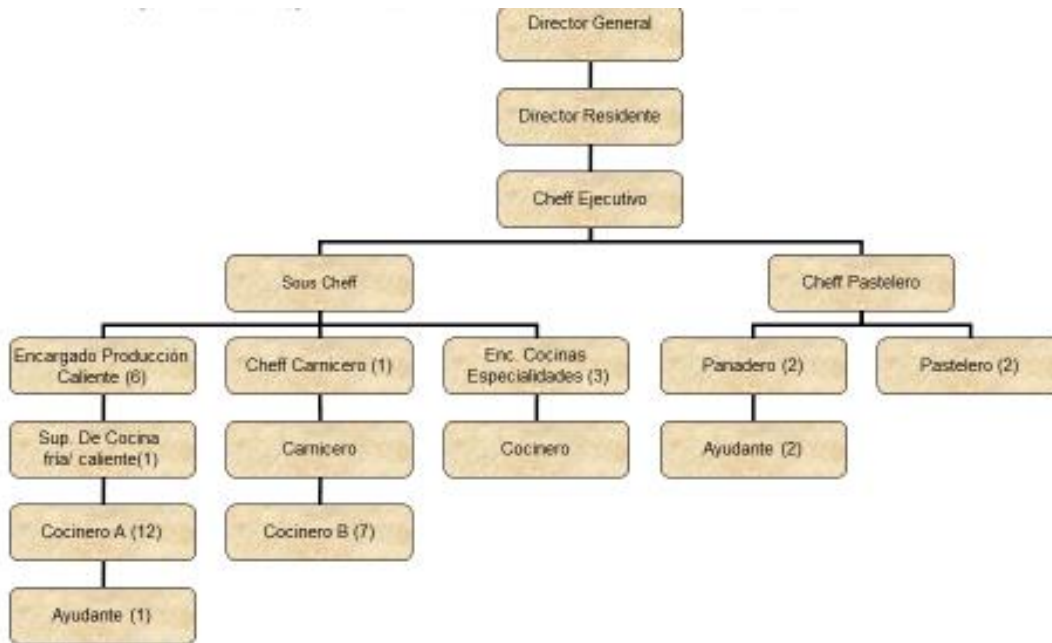 Director General
Director Residente
Cheff Ejecutivo
Sous Cheff
Cheff Pastelero
Encargado Producción
Caliente (6)
Cheff Carnicero (1)
Enc. Cocinas
Especialidades (3)
Panadero (2)
Pastelero (2)
Sup. De Cocina
fría/ caliente(1)
Carnicero
Cocinero
Ayudante (2)
Cocinero A (12)
Cocinero B (7)
Ayudante (1)